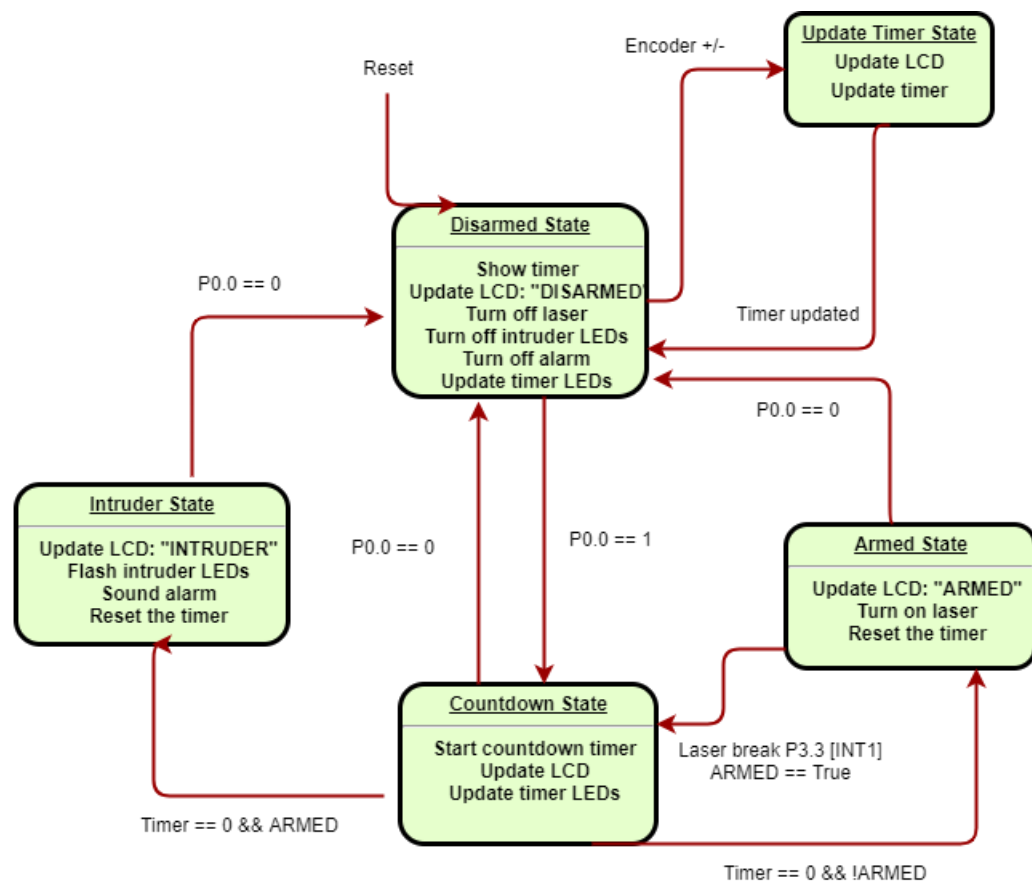 Update Timer State
Update LCD
Update timer
Encoder +/-
Reset
Disarmed State
Show timer
Update LCD: "DISARMED"
Turn off laser
Turn off intruder LEDs
Turn off alarm
Update timer LEDs
P0.0 == 0
Timer updated
P0.0 == 0
Intruder State
Update LCD: "INTRUDER"
Flash intruder LEDs
Sound alarm
Reset the timer
P0.0 == 0
P0.0 == 1
Armed State
Update LCD: "ARMED"
Turn on laser
Reset the timer
Countdown State
Start countdown timer
Update LCD
Update timer LEDs
Laser break P3.3 [INT1]
ARMED == True
Timer == 0 && ARMED
Timer == 0 && !ARMED